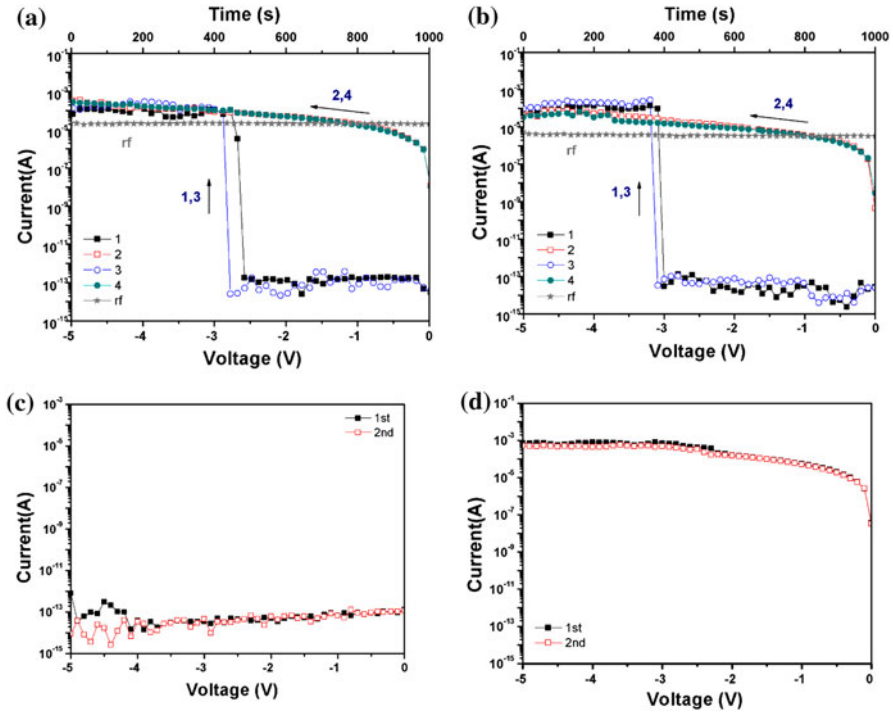 (a)
Time (s)
0 200 400 600 800 1000
10⁻¹
10⁻³
10⁻⁵
10⁻⁷
10⁻⁹
10⁻¹¹
10⁻¹³
10⁻¹⁵
Current(A)
2,4
rf
1,3
1
2
3
4
rf
-5 -4 -3 -2 -1 0
Voltage (V)
(b)
Time (s)
0 200 400 600 800 1000
10⁻¹
10⁻³
10⁻⁵
10⁻⁷
10⁻⁹
10⁻¹¹
10⁻¹³
10⁻¹⁵
Current(A)
2,4
rf
1,3
1
2
3
4
rf
-5 -4 -3 -2 -1 0
Voltage (V)
(c)
10⁻³
10⁻⁵
10⁻⁷
10⁻⁹
10⁻¹¹
10⁻¹³
10⁻¹⁵
Current(A)
1st
2nd
-5 -4 -3 -2 -1 0
Voltage (V)
(d)
10⁻¹
10⁻³
10⁻⁵
10⁻⁷
10⁻⁹
10⁻¹¹
10⁻¹³
10⁻¹⁵
Current(A)
1st
2nd
-5 -4 -3 -2 -1 0
Voltage (V)